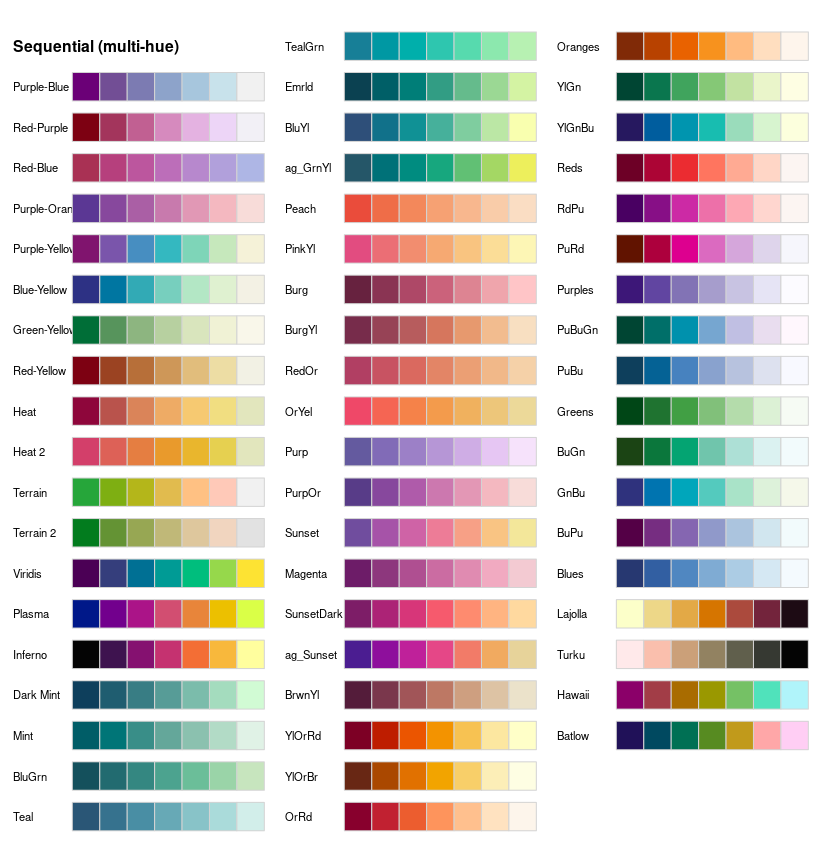 Sequential (multi-hue)
Purple-Blue
Red-Purple
Red-Blue
Purple-Oran
Purple-Yellow
Blue-Yellow
Green-Yellow
Red-Yellow
Heat
Heat 2
Terrain
Terrain 2
Viridis
Plasma
Inferno
Dark Mint
Mint
BluGrn
Teal
TealGrn
Emrld
BluYl
ag_GrnYl
Peach
PinkYl
Burg
BurgYl
RedOr
OrYel
Purp
PurpOr
Sunset
Magenta
SunsetDark
ag_Sunset
BrwnYl
YlOrRd
YlOrBr
OrRd
Oranges
YlGn
YlGnBu
Reds
RdPu
PuRd
Purples
PuBuGn
PuBu
Greens
BuGn
GnBu
BuPu
Blues
Lajolla
Turku
Hawaii
Batlow